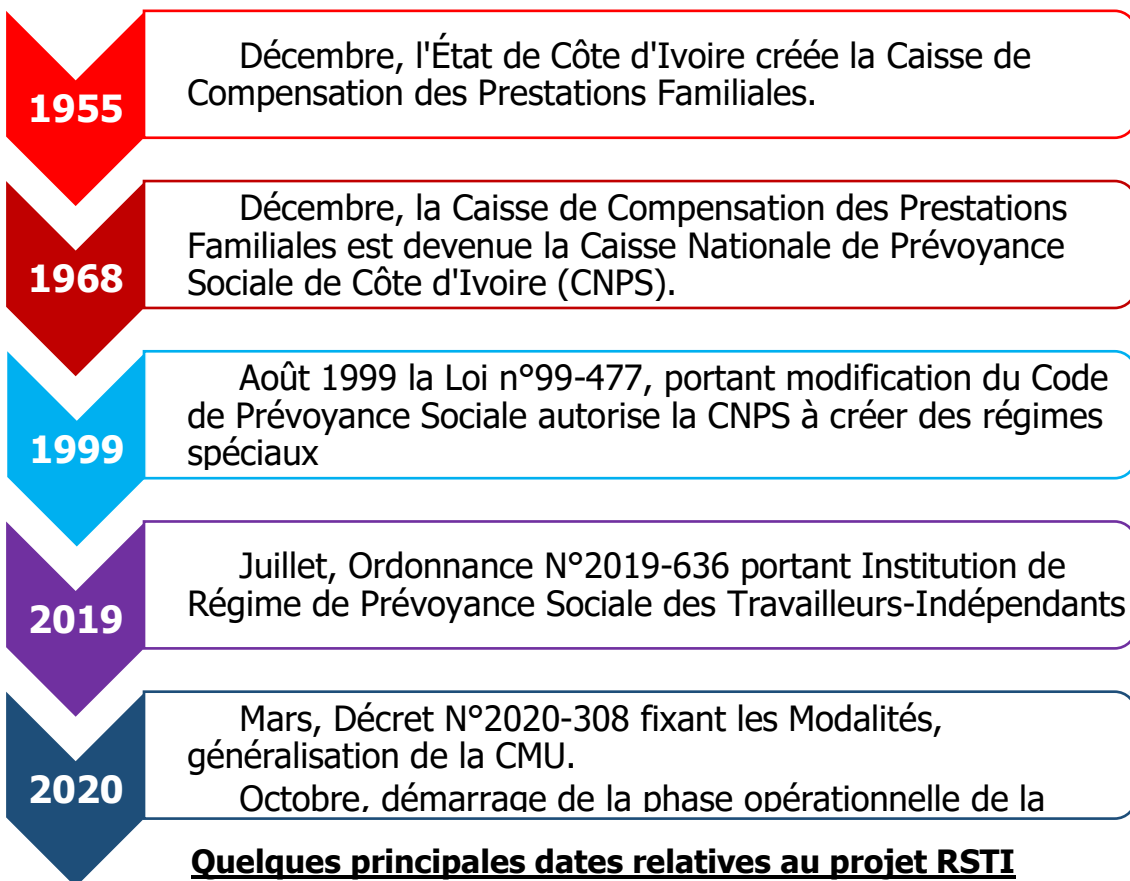 1955
Décembre, l'État de Côte d'Ivoire créée la Caisse de
Compensation des Prestations Familiales.
1968
Décembre, la Caisse de Compensation des Prestations
Familiales est devenue la Caisse Nationale de Prévoyance
Sociale de Côte d'Ivoire (CNPS).
1999
Août 1999 la Loi n°99-477, portant modification du Code
de Prévoyance Sociale autorise la CNPS à créer des régimes
spéciaux
2019
Juillet, Ordonnance N°2019-636 portant Institution de
Régime de Prévoyance Sociale des Travailleurs-Indépendants
2020
Mars, Décret N°2020-308 fixant les Modalités,
généralisation de la CMU.
Octobre, démarrage de la phase opérationnelle de la
Quelques principales dates relatives au projet RSTI